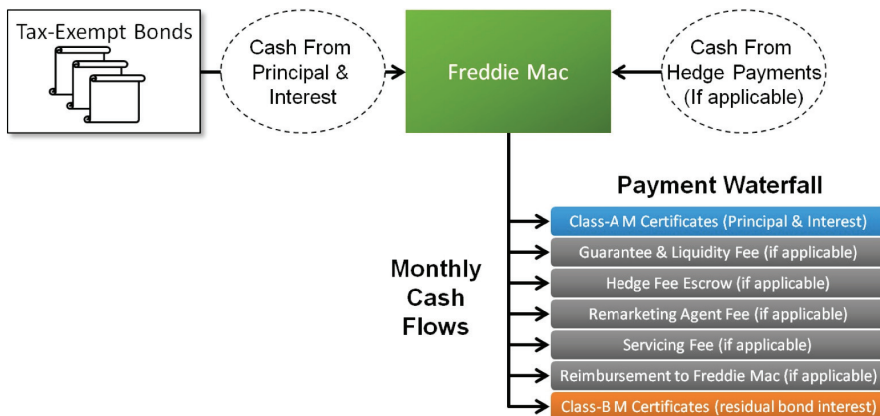 Tax-Exempt Bonds
Cash From
Principal &
Interest
Freddie Mac
Cash From
Hedge Payments
(If applicable)
Payment Waterfall
Monthly
Cash
Flows
Class-A M Certificates (Principal & Interest)
Guarantee & Liquidity Fee (if applicable)
Hedge Fee Escrow (if applicable)
Remarketing Agent Fee (if applicable)
Servicing Fee (if applicable)
Reimbursement to Freddie Mac (if applicable)
Class-B M Certificates (residual bond interest)